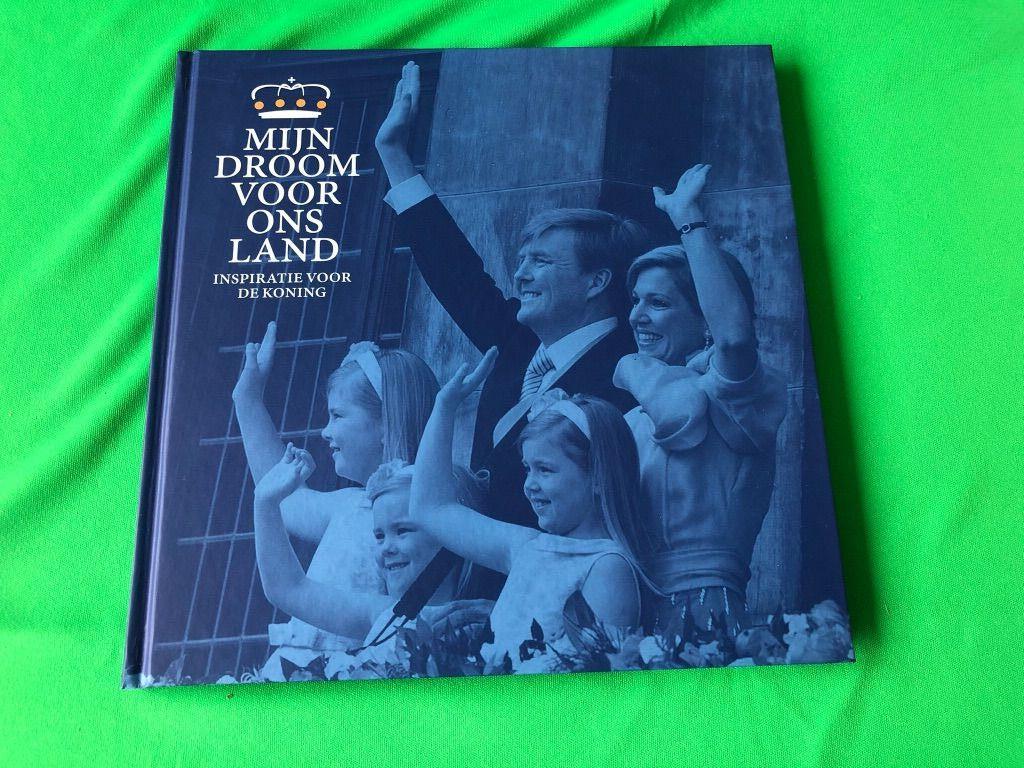 MIJN
DROOM
VOOR
ONS
LAND
INSPIRATIE VOOR
DE KONING